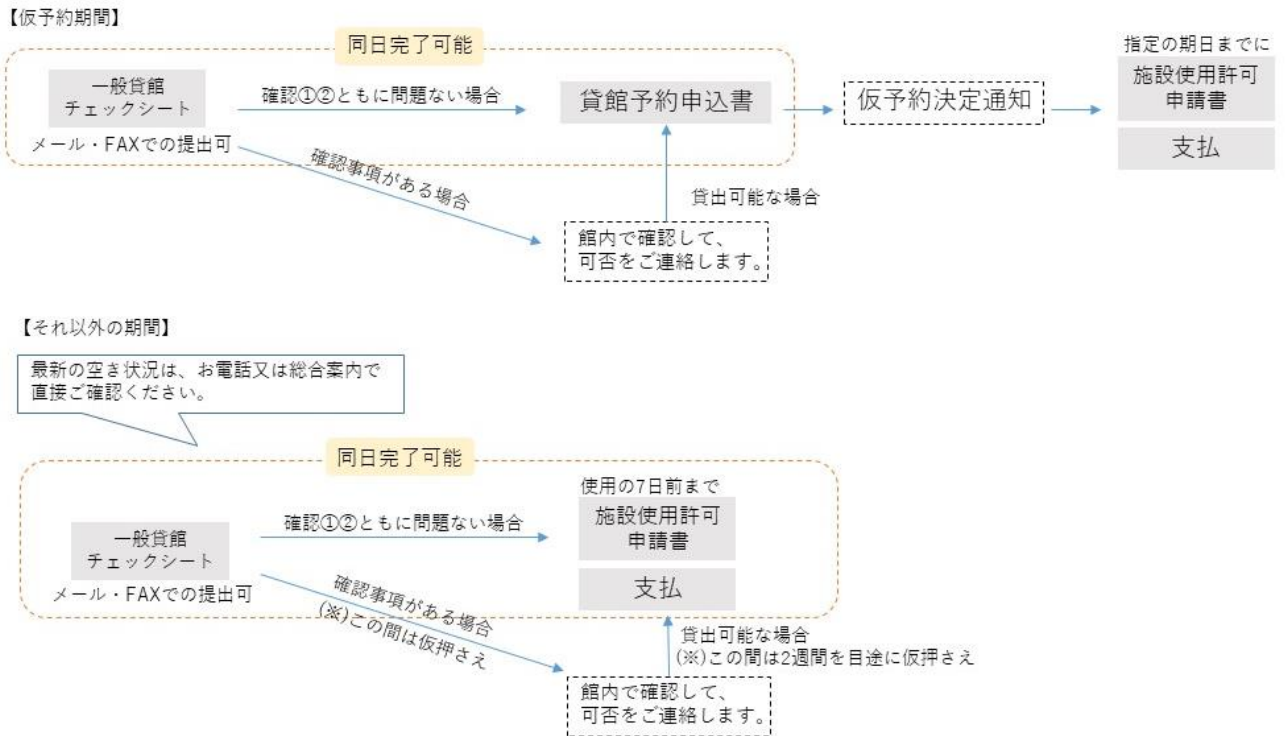 【仮予約期間】
同日完了可能
一般貸館
チェックシート
メール・FAXでの提出可
確認①②ともに問題ない場合
確認事項がある場合
貸館予約申込書
貸出可能な場合
館内で確認して、
可否をご連絡します。
仮予約決定通知
指定の期日までに
施設使用許可
申請書
支払
【それ以外の期間】
最新の空き状況は、お電話又は総合案内で
直接ご確認ください。
同日完了可能
一般貸館
チェックシート
メール・FAXでの提出可
確認①②ともに問題ない場合
確認事項がある場合
(※)この間は仮押さえ
使用の7日前まで
施設使用許可
申請書
支払
貸出可能な場合
(※)この間は2週間を目途に仮押さえ
館内で確認して、
可否をご連絡します。